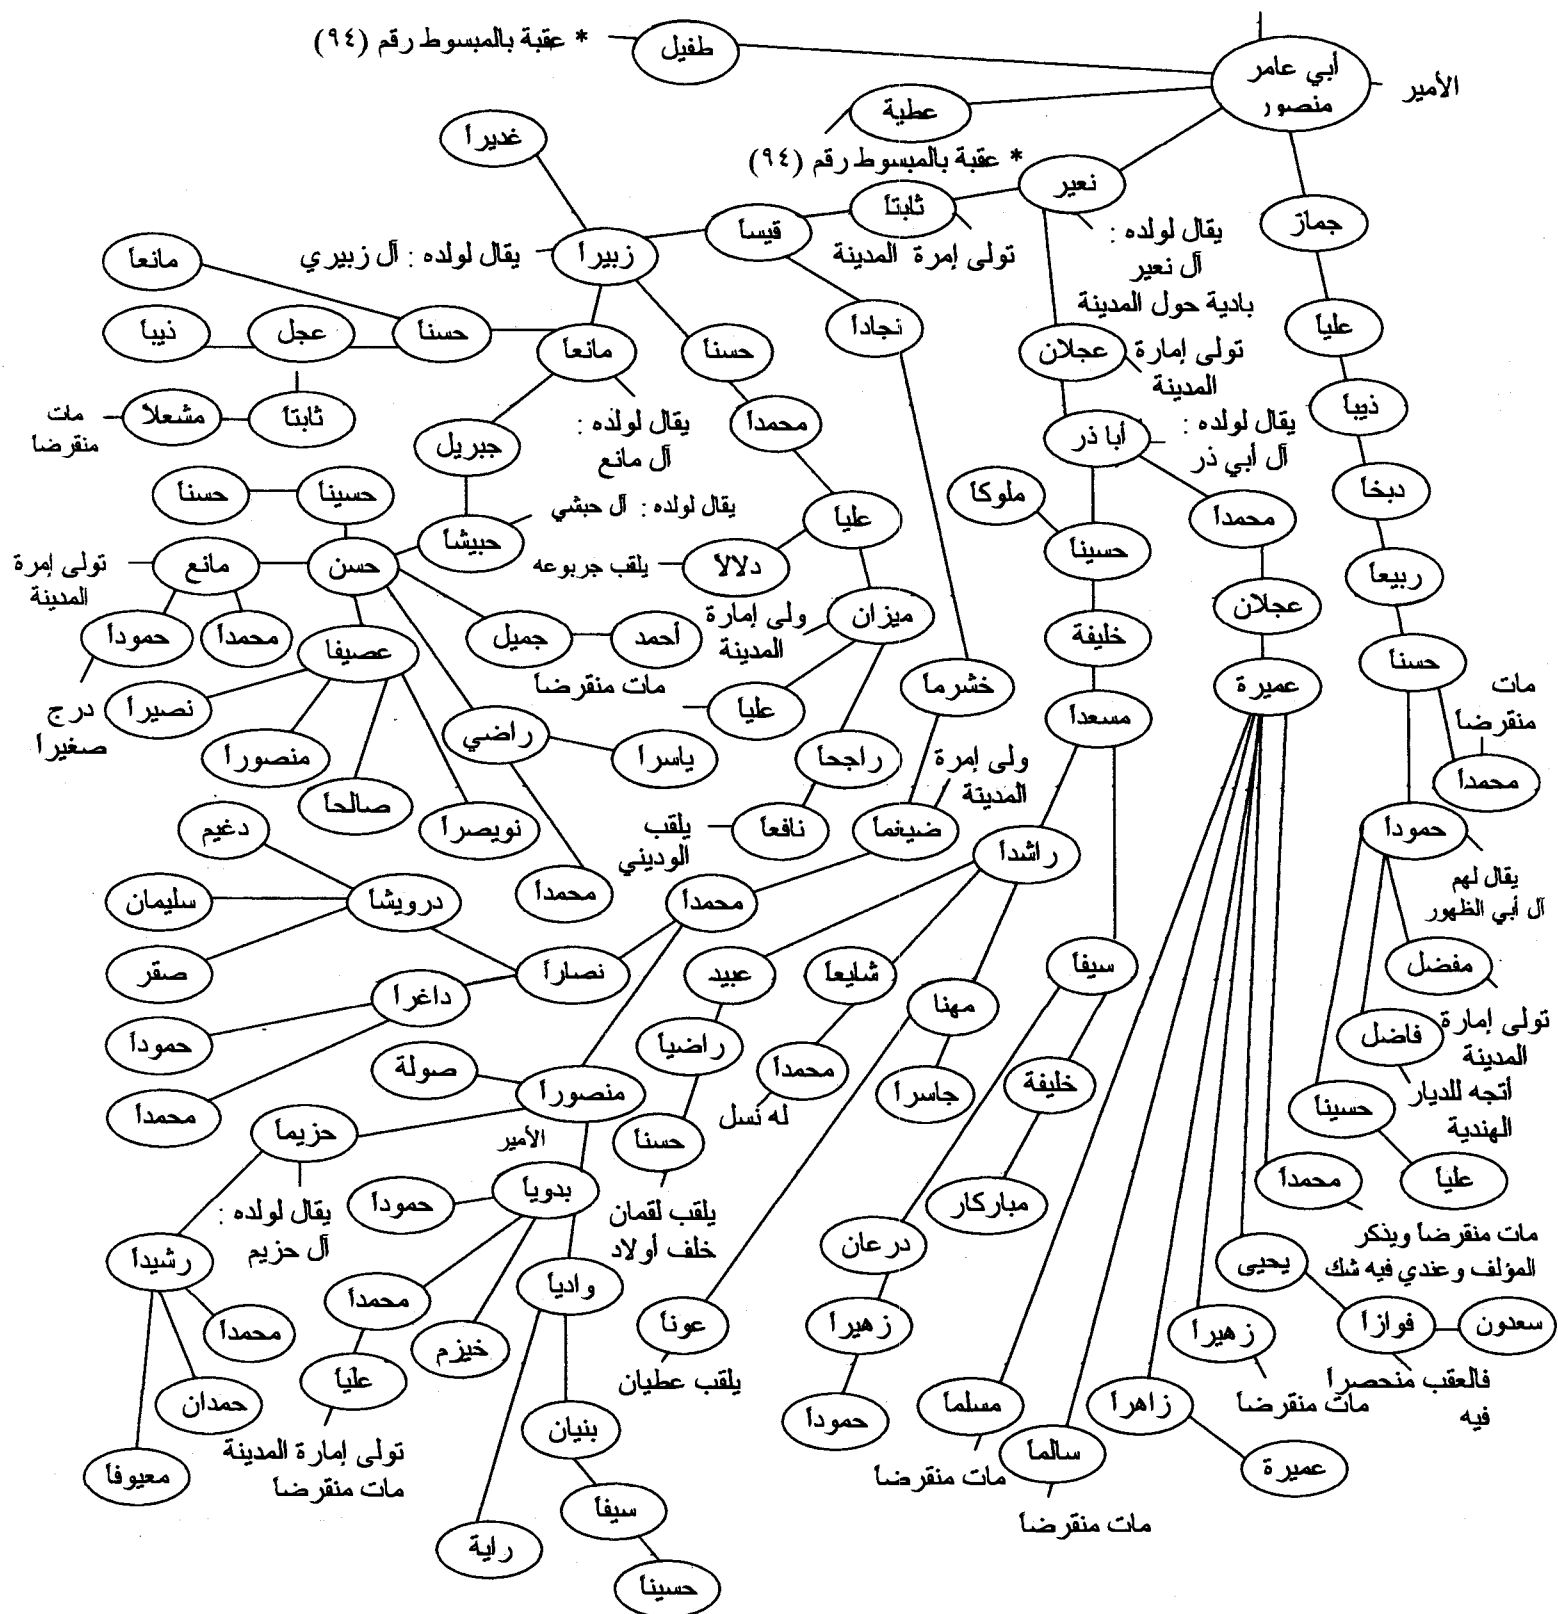 أبي عامر
منصور
الأمير
طفيل
* عقبة بالمبسوط رقم (٩٤)
عطية
* عقبة بالمبسوط رقم (٩٤)
نعير
يقال لولده :
آل نعير
بادية حول المدينة
جماز
عليا
ذيبا
دبخا
ربيعا
حسنا
محمدا
مات
منقرضا
حمودا
يقال لهم
آل أبي الظهور
مفضل
تولى إمارة
المدينة
فاضل
أتجه للديار
الهندية
حسينا
عليا
ثابتا
تولى إمرة المدينة
قيسا
زبيرا
يقال لولده : آل زبيري
غديرا
نجادا
خشرما
ضيغما
ولى إمرة
المدينة
عجلان
تولى إمارة
المدينة
أبا ذر
يقال لولده :
آل أبي ذر
محمدا
عجلان
عميرة
محمدا
مات منقرضا ويذكر
المؤلف وعندي فيه شك
يحيى
فوازا
سعدون
فالعقب منحصرا
فيه
زهيرا
مات منقرضا
زاهرا
عميرة
سالما
مات منقرضا
مسلما
مات منقرضا
حسينا
ملوكا
خليفة
مسعدا
سيفا
خليفة
مباركار
درعان
زهيرا
حمودا
راشدا
مهنا
جاسرا
عونا
يلقب عطيان
شايعا
محمدا
له نسل
عبيد
راضيا
حسنا
يلقب لقمان
خلف أولاد
مانعا
يقال لولده :
آل مانع
حسنا
مانعا
عجل
ذيبا
ثابتا
مشعلا
مات
منقرضا
جبريل
حبيشا
يقال لولده : آل حبشي
حسن
حسينا
حسنا
مانع
تولى إمرة
المدينة
محمدا
حمودا
درج
صغيرا
عصيفا
نصيرا
منصورا
صالحا
نويصرا
جميل
أحمد
راضي
ياسرا
محمدا
حسنا
محمدا
عليا
دلالا
يلقب جربوعه
ميزان
ولى إمارة
المدينة
عليا
مات منقرضا
راجحا
نافعا
يلقب
الوديني
محمدا
نصارا
درويشا
دغيم
سليمان
صقر
داغرا
حمودا
محمدا
منصورا
الأمير
صولة
حزيما
يقال لولده :
آل حزيم
رشيدا
محمدا
حمدان
معيوفا
بدويا
حمودا
محمدا
خيزم
عليا
تولى إمارة المدينة
مات منقرضا
واديا
بنيان
سيفا
حسينا
راية